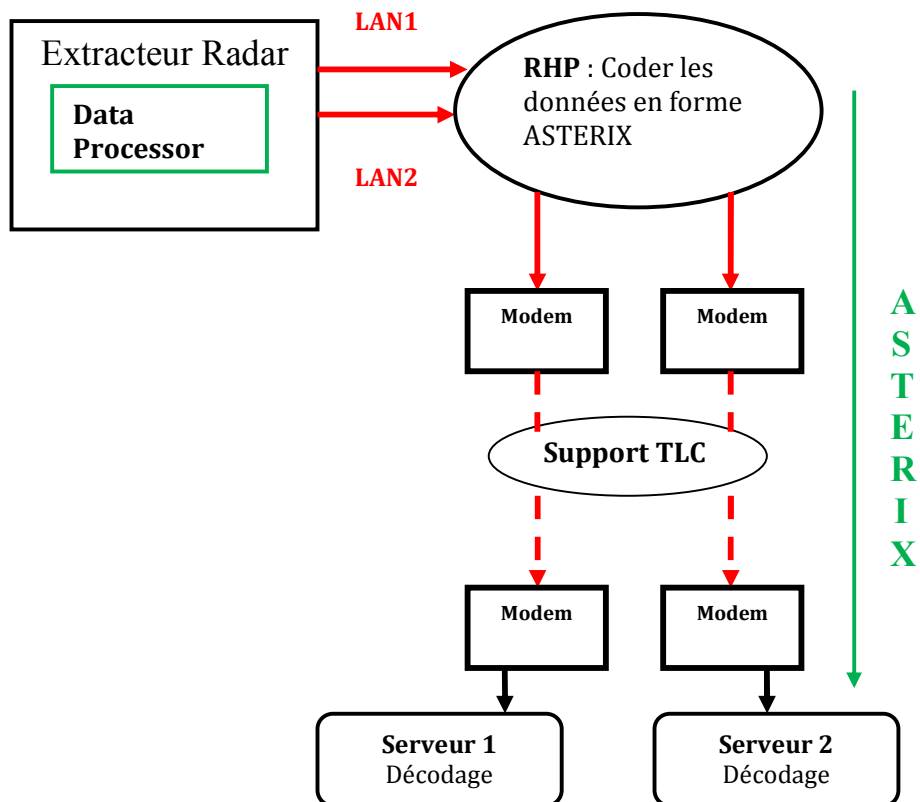 LAN1
Extracteur Radar
Data
Processor
RHP : Coder les
données en forme
ASTERIX
LAN2
Modem
Modem
A
S
T
E
R
I
X
Support TLC
Modem
Modem
Serveur 1
Décodage
Serveur 2
Décodage